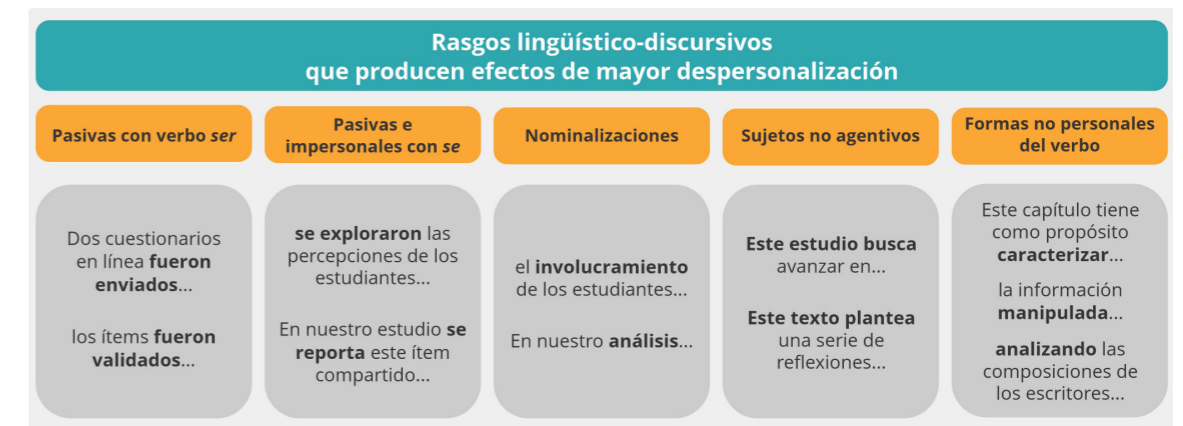 Rasgos lingüístico-discursivos
que producen efectos de mayor despersonalización
Pasivas con verbo ser
Pasivas e
impersonales con se
Nominalizaciones
Sujetos no agentivos
Formas no personales
del verbo
Dos cuestionarios
en línea fueron
enviados...
los ítems fueron
validados...
se exploraron las
percepciones de los
estudiantes...
En nuestro estudio se
reporta este ítem
compartido...
el involucramiento
de los estudiantes...
En nuestro análisis...
Este estudio busca
avanzar en...
Este texto plantea
una serie de
reflexiones...
Este capítulo tiene
como propósito
caracterizar...
la información
manipulada...
analizando las
composiciones de
los escritores...